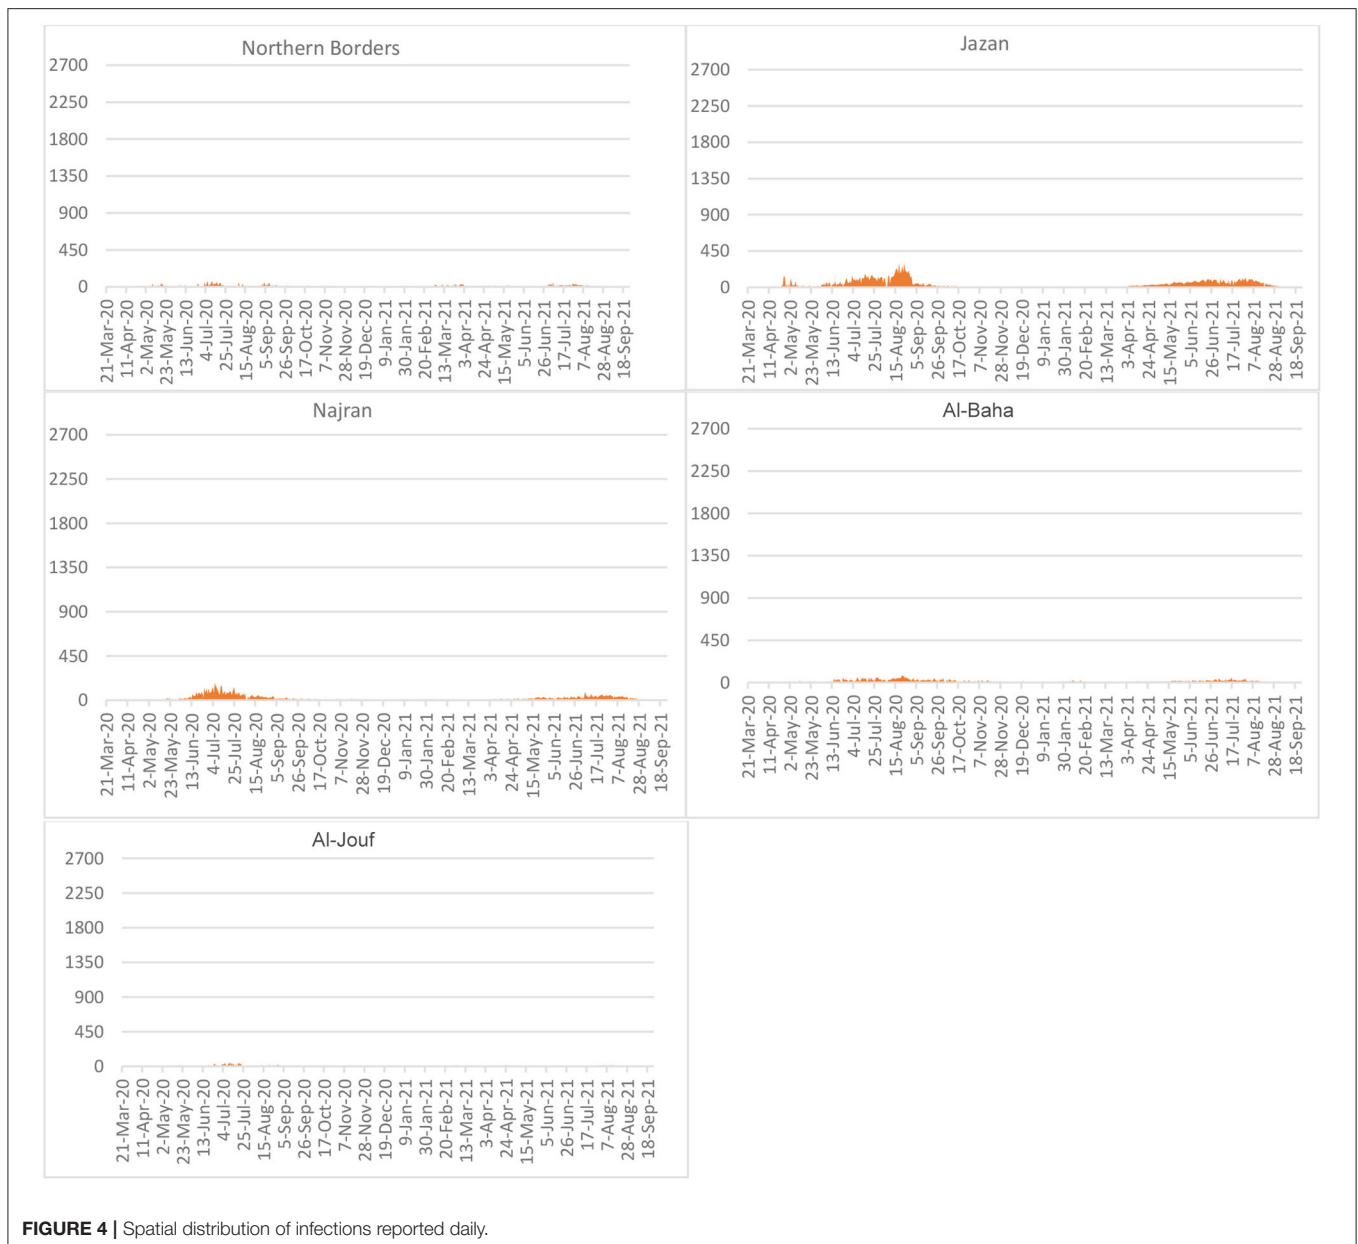 Northern Borders
2700
2250
1800
1350
900
450
0
21-Mar-20
11-Apr-20
2-May-20
23-May-20
13-Jun-20
4-Jul-20
25-Jul-20
15-Aug-20
5-Sep-20
26-Sep-20
17-Oct-20
7-Nov-20
28-Nov-20
19-Dec-20
9-Jan-21
30-Jan-21
20-Feb-21
13-Mar-21
3-Apr-21
24-Apr-21
15-May-21
5-Jun-21
26-Jun-21
17-Jul-21
7-Aug-21
28-Aug-21
18-Sep-21
Jazan
2700
2250
1800
1350
900
450
0
21-Mar-20
11-Apr-20
2-May-20
23-May-20
13-Jun-20
4-Jul-20
25-Jul-20
15-Aug-20
5-Sep-20
26-Sep-20
17-Oct-20
7-Nov-20
28-Nov-20
19-Dec-20
9-Jan-21
30-Jan-21
20-Feb-21
13-Mar-21
3-Apr-21
24-Apr-21
15-May-21
5-Jun-21
26-Jun-21
17-Jul-21
7-Aug-21
28-Aug-21
18-Sep-21
Najran
2700
2250
1800
1350
900
450
0
21-Mar-20
11-Apr-20
2-May-20
23-May-20
13-Jun-20
4-Jul-20
25-Jul-20
15-Aug-20
5-Sep-20
26-Sep-20
17-Oct-20
7-Nov-20
28-Nov-20
19-Dec-20
9-Jan-21
30-Jan-21
20-Feb-21
13-Mar-21
3-Apr-21
24-Apr-21
15-May-21
5-Jun-21
26-Jun-21
17-Jul-21
7-Aug-21
28-Aug-21
18-Sep-21
Al-Baha
2700
2250
1800
1350
900
450
0
21-Mar-20
11-Apr-20
2-May-20
23-May-20
13-Jun-20
4-Jul-20
25-Jul-20
15-Aug-20
5-Sep-20
26-Sep-20
17-Oct-20
7-Nov-20
28-Nov-20
19-Dec-20
9-Jan-21
30-Jan-21
20-Feb-21
13-Mar-21
3-Apr-21
24-Apr-21
15-May-21
5-Jun-21
26-Jun-21
17-Jul-21
7-Aug-21
28-Aug-21
18-Sep-21
Al-Jouf
2700
2250
1800
1350
900
450
0
21-Mar-20
11-Apr-20
2-May-20
23-May-20
13-Jun-20
4-Jul-20
25-Jul-20
15-Aug-20
5-Sep-20
26-Sep-20
17-Oct-20
7-Nov-20
28-Nov-20
19-Dec-20
9-Jan-21
30-Jan-21
20-Feb-21
13-Mar-21
3-Apr-21
24-Apr-21
15-May-21
5-Jun-21
26-Jun-21
17-Jul-21
7-Aug-21
28-Aug-21
18-Sep-21
FIGURE 4 | Spatial distribution of infections reported daily.